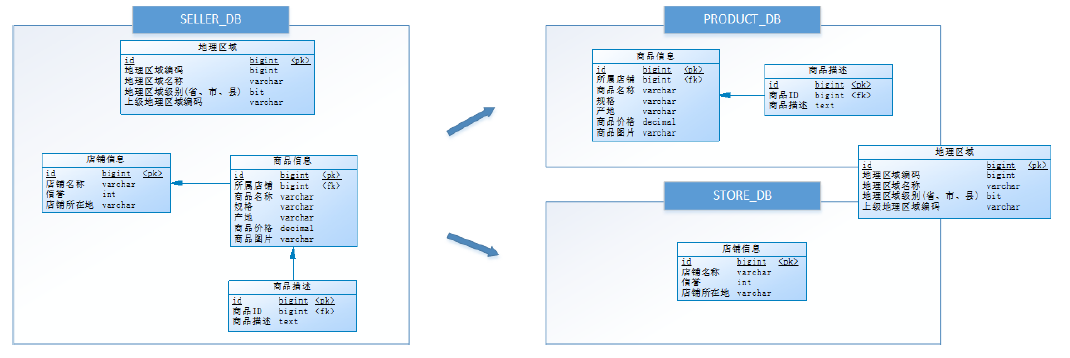 SELLER_DB
地理区域
id bigint <pk>
地理区域编码 bigint
地理区域名称 varchar
地理区域级别(省、市、县) bit
上级地理区域编码 varchar
店铺信息
id bigint <pk>
店铺名称 varchar
信誉 int
店铺所在地 varchar
商品信息
id bigint <pk>
所属店铺 bigint <fk>
商品名称 varchar
规格 varchar
产地 varchar
商品价格 decimal
商品图片 varchar
商品描述
id bigint <pk>
商品ID bigint <fk>
商品描述 text
PRODUCT_DB
商品信息
id bigint <pk>
所属店铺 bigint <fk>
商品名称 varchar
规格 varchar
产地 varchar
商品价格 decimal
商品图片 varchar
商品描述
id bigint <pk>
商品ID bigint <fk>
商品描述 text
地理区域
id bigint <pk>
地理区域编码 bigint
地理区域名称 varchar
地理区域级别(省、市、县) bit
上级地理区域编码 varchar
STORE_DB
店铺信息
id bigint <pk>
店铺名称 varchar
信誉 int
店铺所在地 varchar